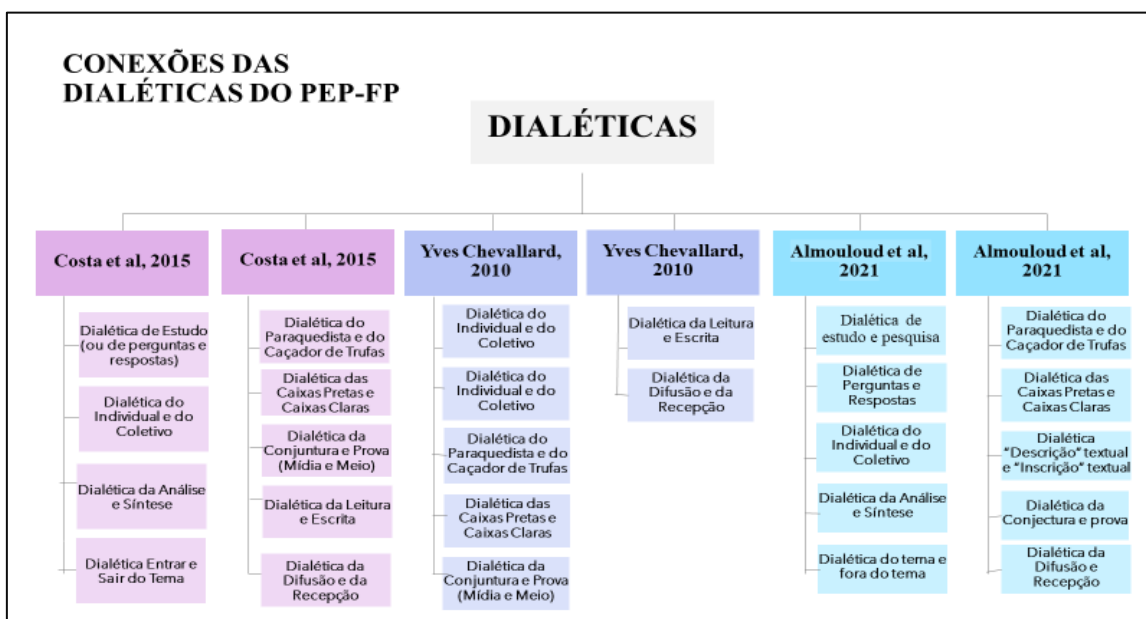 CONEXÕES DAS
DIALÉTICAS DO PEP-FP
DIALÉTICAS
Costa et al, 2015
Dialética de Estudo
(ou de perguntas e
respostas)
Dialética do
Individual e do
Coletivo
Dialética da Análise
e Síntese
Dialética Entrar e
Sair do Tema
Costa et al, 2015
Dialética do
Paraquedista e do
Caçador de Trufas
Dialética das
Caixas Pretas e
Caixas Claras
Dialética da
Conjuntura e Prova
(Mídia e Meio)
Dialética da Leitura
e Escrita
Dialética da
Difusão e da
Recepção
Yves Chevallard,
2010
Dialética do
Individual e do
Coletivo
Dialética do
Individual e do
Coletivo
Dialética do
Paraquedista e do
Caçador de Trufas
Dialética das
Caixas Pretas e
Caixas Claras
Dialética da
Conjuntura e Prova
(Mídia e Meio)
Yves Chevallard,
2010
Dialética da Leitura
e Escrita
Dialética da
Difusão e da
Recepção
Almouloud et al,
2021
Dialética de
estudo e pesquisa
Dialética de
Perguntas e
Respostas
Dialética do
Individual e do
Coletivo
Dialética da Análise
e Síntese
Dialética do tema e
fora do tema
Almouloud et al,
2021
Dialética do
Paraquedista e do
Caçador de Trufas
Dialética das
Caixas Pretas e
Caixas Claras
Dialética
"Descrição" textual
e "Inscrição" textual
Dialética da
Conjectura e prova
Dialética da
Difusão e
Recepção